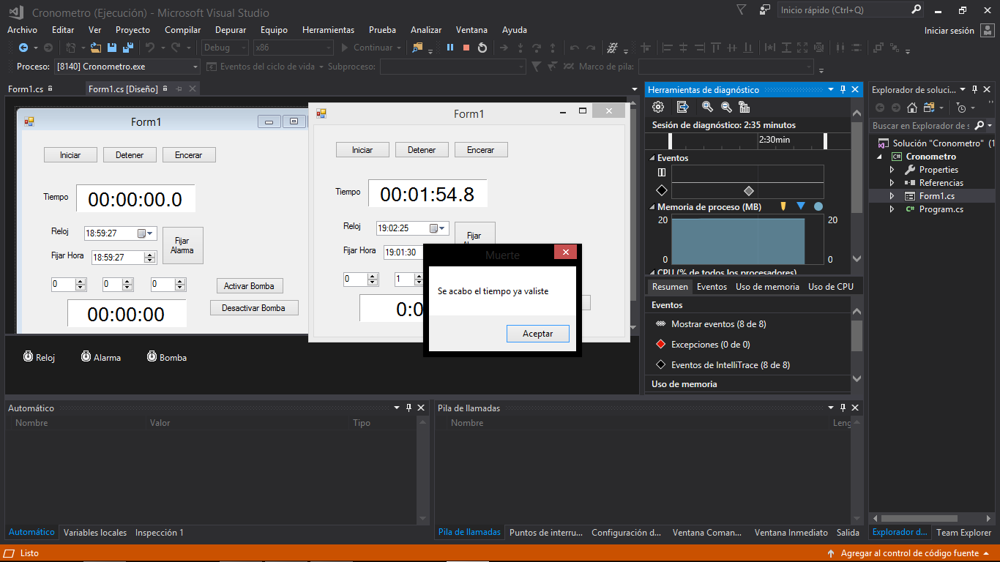 Cronometro (Ejecución) - Microsoft Visual Studio
Inicio rápido (Ctrl+Q)
Archivo Editar Ver Proyecto Compilar Depurar Equipo Herramientas Prueba Analizar Ventana Ayuda
Iniciar sesión
Debug x86 Continuar
Proceso: [8140] Cronometro.exe Eventos del ciclo de vida Subproceso: Marco de pila:
Form1.cs Form1.cs [Diseño]
Form1
Iniciar Detener Encerar
Tiempo 00:00:00.0
Reloj 18:59:27
Fijar Alarma
Fijar Hora 18:59:27
0 0 0
Activar Bomba
00:00:00
Desactivar Bomba
Form1
Iniciar Detener Encerar
Tiempo 00:01:54.8
Reloj 19:02:25
Fijar
Fijar Hora 19:01:30
0 1
0:0
Muerte
Se acabo el tiempo ya valiste
Aceptar
Reloj Alarma Bomba
Herramientas de diagnóstico
Sesión de diagnóstico: 2:35 minutos
2:30min
Eventos
Memoria de proceso (MB)
20 20
0 0
CPU (% de todos los procesadores)
Resumen Eventos Uso de memoria Uso de CPU
Eventos
Mostrar eventos (8 de 8)
Excepciones (0 de 0)
Eventos de IntelliTrace (8 de 8)
Uso de memoria
Explorador de soluci...
Buscar en Explorador de s
Solución "Cronometro" (1
C# Cronometro
Properties
Referencias
Form1.cs
C# Program.cs
Automático
Nombre Valor Tipo
Automático Variables locales Inspección 1
Pila de llamadas
Nombre Leng
Pila de llamadas Puntos de interru... Configuración d... Ventana Coman... Ventana Inmediato Salida
Explorador d... Team Explorer
Listo
Agregar al control de código fuente